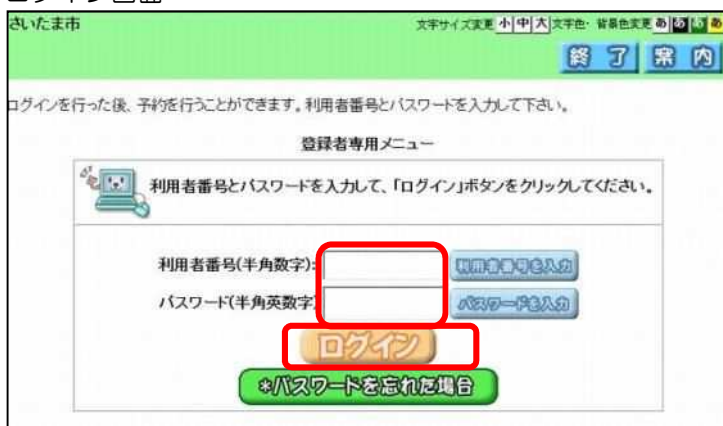 ログイン画面
さいたま市 文字サイズ変更 小 中 大 文字色・背景色変更 あ あ あ あ
終了 案内
ログインを行った後、予約を行うことができます。利用者番号とパスワードを入力して下さい。
登録者専用メニュー
利用者番号とパスワードを入力して、「ログイン」ボタンをクリックしてください。
利用者番号(半角数字): 利用者番号を入力
パスワード(半角英数字) パスワードを入力
ログイン
*パスワードを忘れた場合